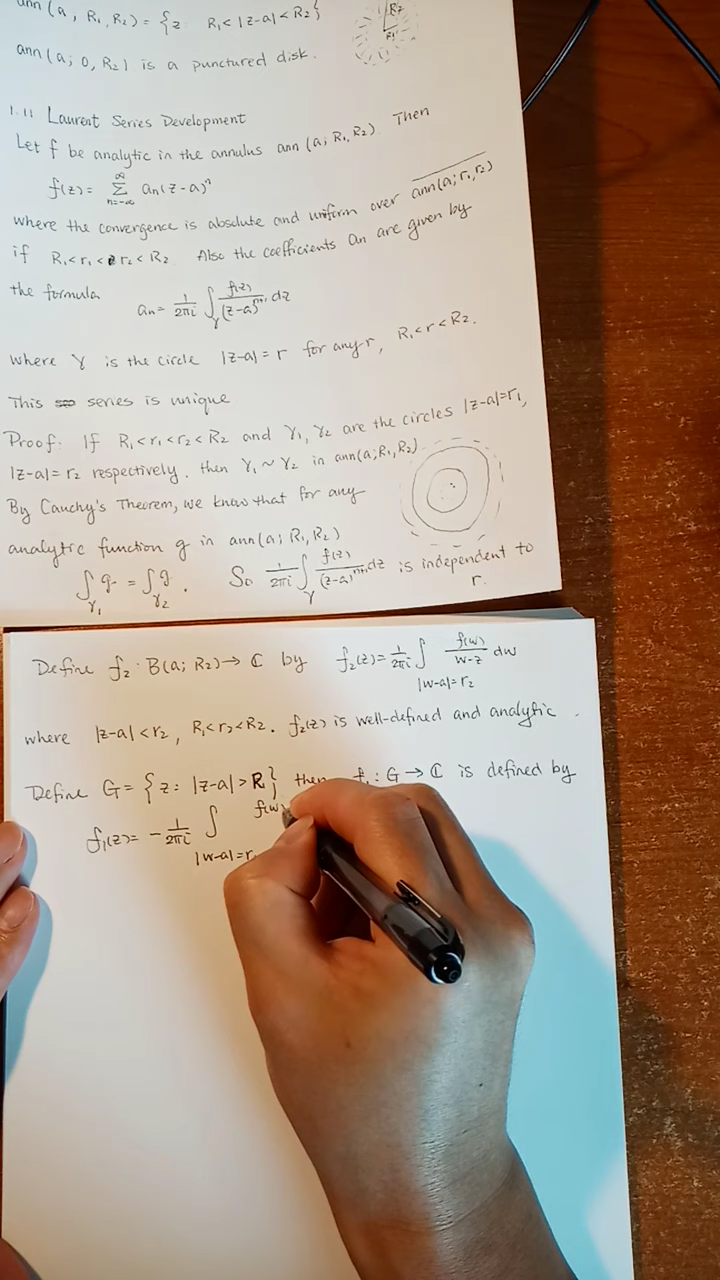 ann(a, R₁, R₂) = {z R₁<|z-a|<R₂}
R₂
R₁
ann(a; 0, R₂) is a punctured disk.
1.11 Laurent Series Development
Let f be analytic in the annulus ann(a; R₁, R₂). Then
f(z) = ∑_{n=-∞}^{∞} an(z-a)ⁿ
where the convergence is absolute and uniform over \overline{ann(a; r₁, r₂)}
if R₁<r₁<r₂<R₂. Also the coefficients an are given by
the formula an = 1/2πi ∫_γ f(z)/(z-a)^{n+1} dz
where γ is the circle |z-a| = r for any r, R₁<r<R₂.
This series is unique
Proof: If R₁<r₁<r₂<R₂ and γ₁, γ₂ are the circles |z-a|=r₁,
|z-a|=r₂ respectively. then γ₁ ~ γ₂ in ann(a; R₁, R₂).
By Cauchy's Theorem, we know that for any
analytic function g in ann(a; R₁, R₂)
∫_{γ₁} g = ∫_{γ₂} g. So 1/2πi ∫_γ f(z)/(z-a)^{n+1} dz is independent to
r.
Define f₂: B(a; R₂) → ℂ by f₂(z) = 1/2πi ∫_{|w-a|=r₂} f(w)/w-z dw
where |z-a|<r₂, R₁<r₂<R₂. f₂(z) is well-defined and analytic.
Define G = {z: |z-a|>R₁} then f₁: G → ℂ is defined by
f₁(z) = - 1/2πi ∫_{|w-a|=r} f(w)